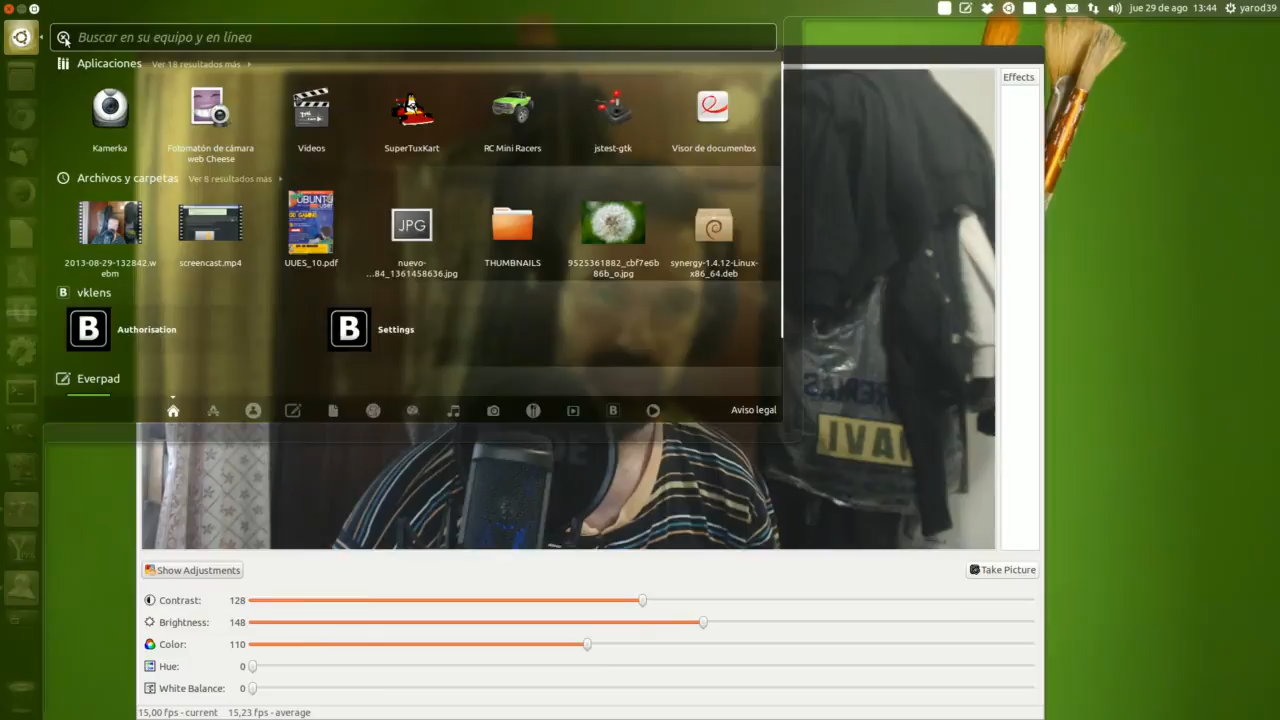 jue 29 de ago 13:44 yarod39
Buscar en su equipo y en línea
Effects
Aplicaciones Ver 18 resultados más
Kamerka
Fotomatón de cámara
web Cheese
Vídeos
SuperTuxKart
RC Mini Racers
jstest-gtk
Visor de documentos
Archivos y carpetas Ver 8 resultados más
UBUNTU
2013-08-29-132842.w
ebm
screencast.mp4
UUES_10.pdf
JPG
nuevo-
...84_1361458636.jpg
THUMBNAILS
9525361882_cbf7e6b
86b_o.jpg
synergy-1.4.12-Linux-
x86_64.deb
B vklens
B Authorisation
B Settings
Everpad
Aviso legal
Show Adjustments
Take Picture
Contrast: 128
Brightness: 148
Color: 110
Hue: 0
White Balance: 0
15,00 fps - current 15,23 fps - average